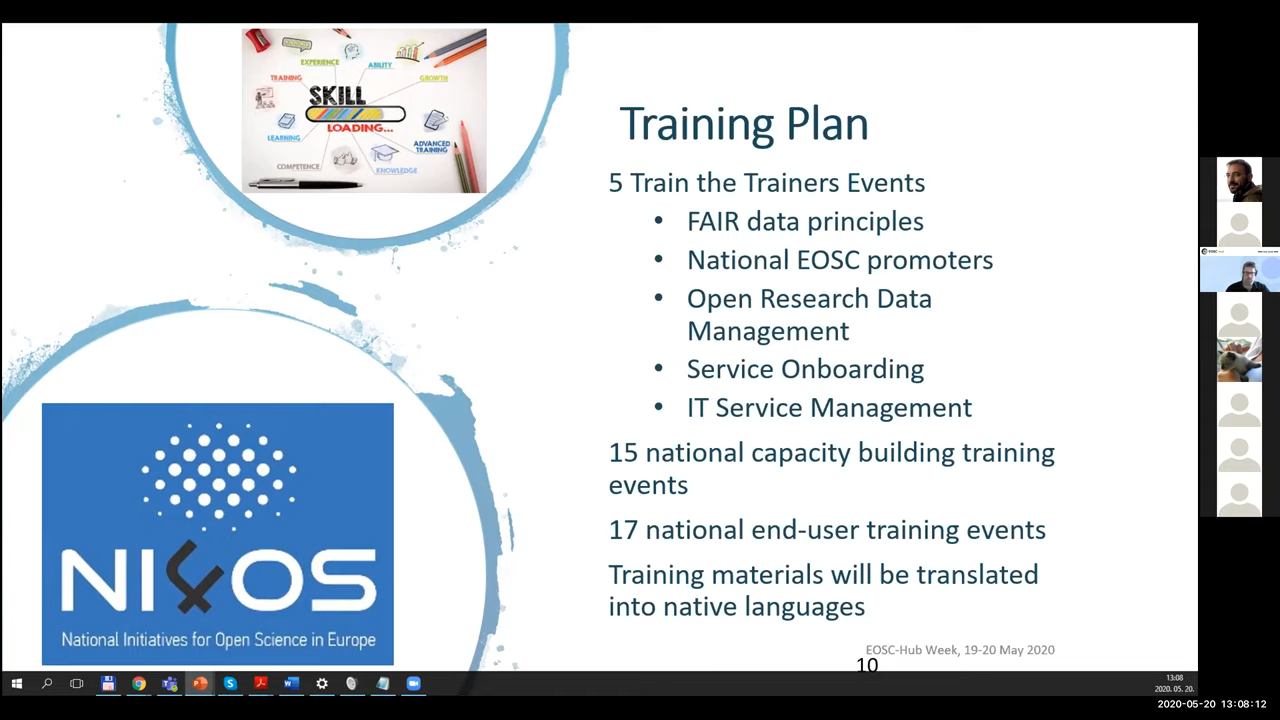 EXPERIENCE
ABILITY
TRAINING
GROWTH
SKILL
LOADING...
LEARNING
ADVANCED
TRAINING
COMPETENCE
KNOWLEDGE
Training Plan
5 Train the Trainers Events
• FAIR data principles
• National EOSC promoters
• Open Research Data
Management
• Service Onboarding
• IT Service Management
15 national capacity building training
events
17 national end-user training events
Training materials will be translated
into native languages
NI4OS
National Initiatives for Open Science in Europe
EOSC-Hub Week, 19-20 May 2020
10
13:08
2020. 05. 20.
2020-05-20 13:08:12